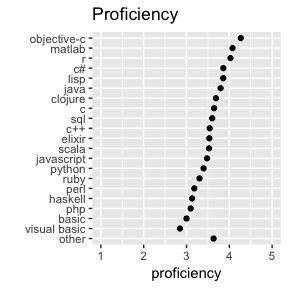 Proficiency
objective-c
matlab
r
c#
lisp
java
clojure
c
sql
c++
elixir
scala
javascript
python
ruby
perl
haskell
php
basic
visual basic
other
1 2 3 4 5
proficiency